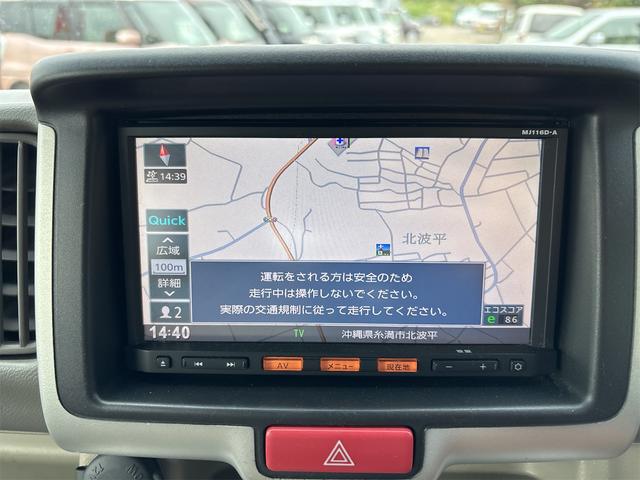 MJ116D-A
14:39
Quick
広域
100m
詳細
2
14:40
北波平
運転をされる方は安全のため
走行中は操作しないでください。
実際の交通規制に従って走行してください。
エコスコア
e 86
TV
沖縄県糸満市北波平
AV
メニュー
現在地